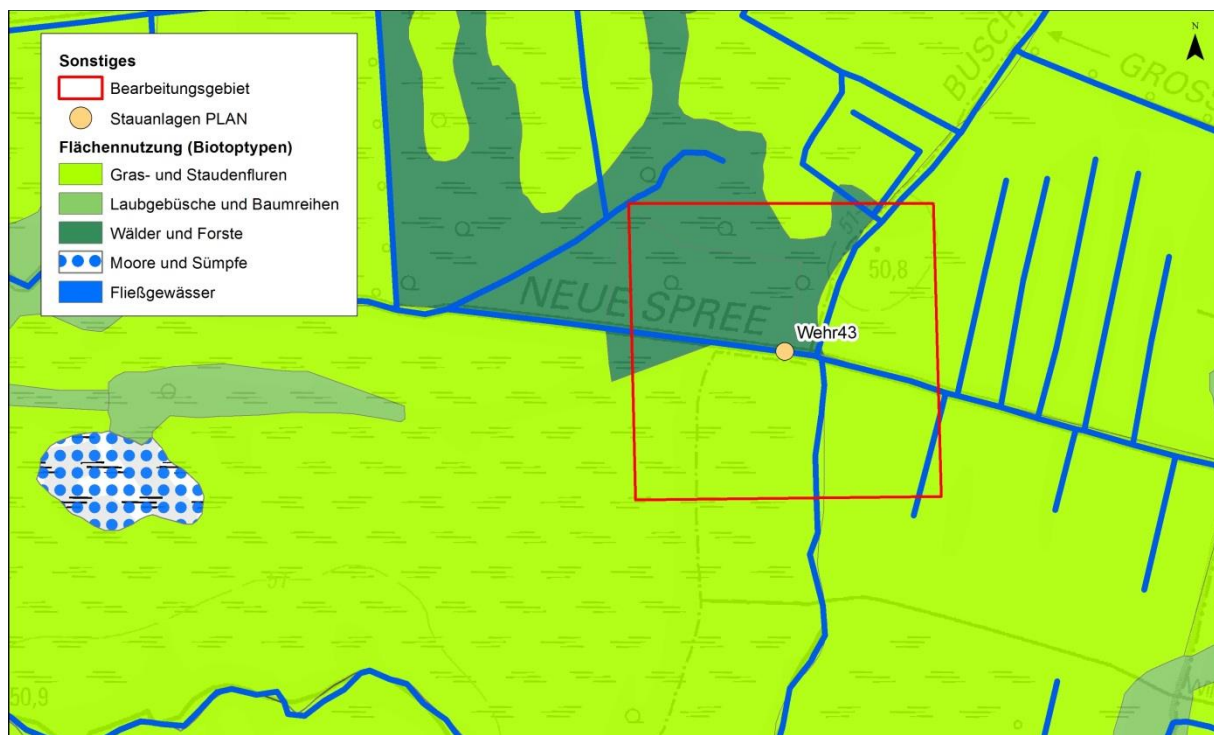 Sonstiges
Bearbeitungsgebiet
Stauanlagen PLAN
Flächennutzung (Biotoptypen)
Gras- und Staudenfluren
Laubgebüsche und Baumreihen
Wälder und Forste
Moore und Sümpfe
Fließgewässer
N
BUSCH
GROSS
51
50,8
NEUE SPREE
Wehr43
51
50,9